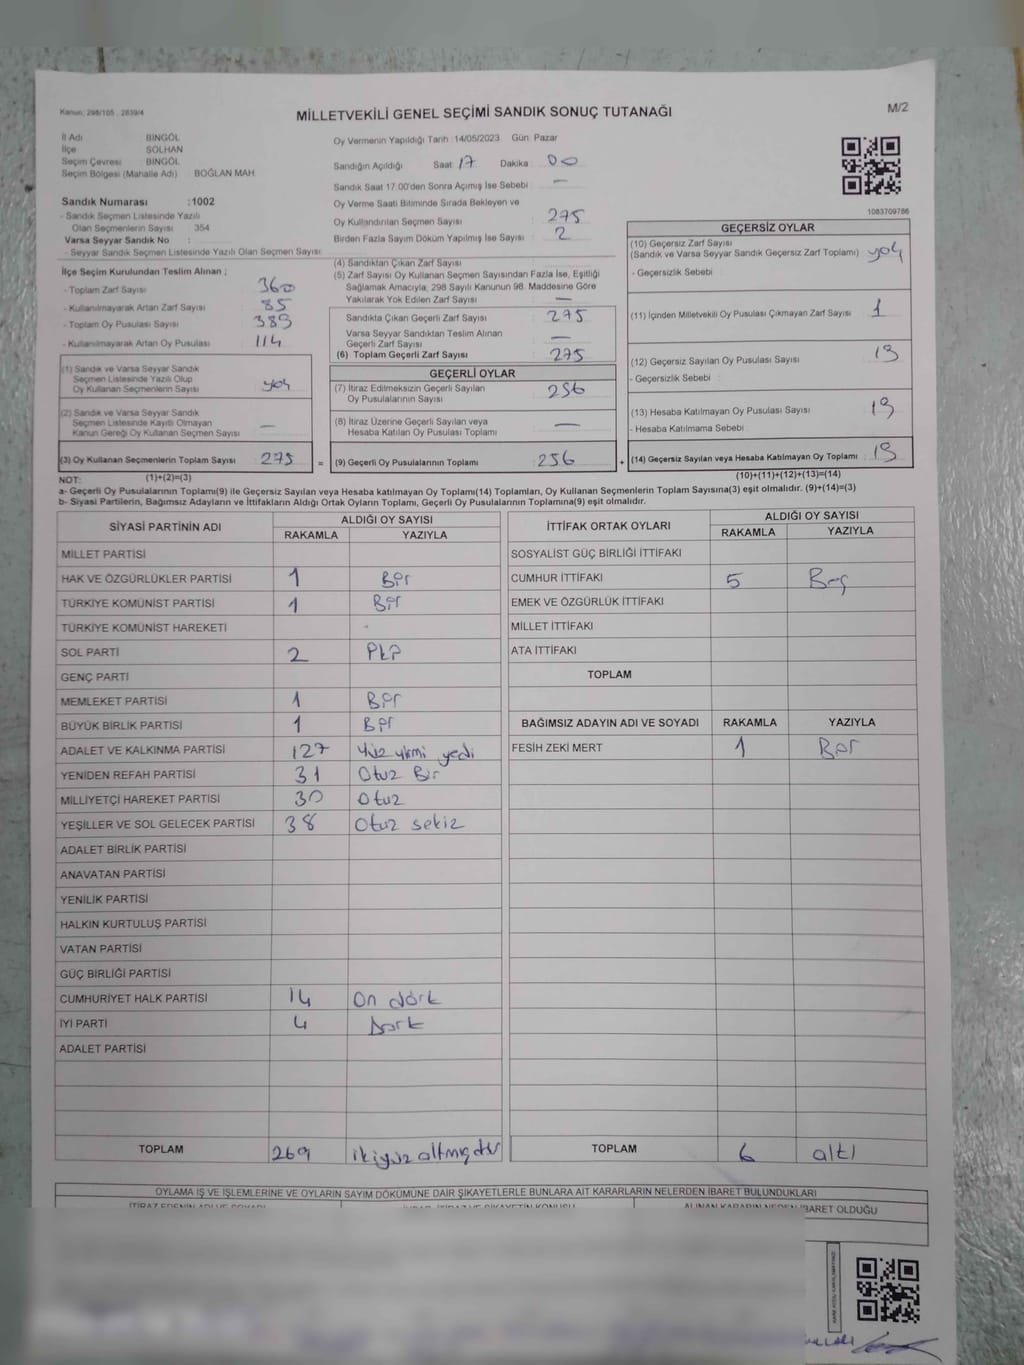 Kanun: 298/105 , 2839/4
MİLLETVEKİLİ GENEL SEÇİMİ SANDIK SONUÇ TUTANAĞI
M/2
İl Adı BİNGÖL
İlçe SOLHAN
Seçim Çevresi BİNGÖL
Seçim Bölgesi (Mahalle Adı) BOĞLAN MAH
Sandık Numarası :1002
- Sandık Seçmen Listesinde Yazılı
Olan Seçmenlerin Sayısı 354
Varsa Seyyar Sandık No :
- Seyyar Sandık Seçmen Listesinde Yazılı Olan Seçmen Sayısı:
İlçe Seçim Kurulundan Teslim Alınan ;
- Toplam Zarf Sayısı : 360
- Kullanılmayarak Artan Zarf Sayısı : 85
- Toplam Oy Pusulası Sayısı : 389
- Kullanılmayarak Artan Oy Pusulası : 114
(1) Sandık ve Varsa Seyyar Sandık
Seçmen Listesinde Yazılı Olup
Oy Kullanan Seçmenlerin Sayısı : yok
(2) Sandık ve Varsa Seyyar Sandık
Seçmen Listesinde Kayıtlı Olmayan
Kanun Gereği Oy Kullanan Seçmen Sayısı : —
(3) Oy Kullanan Seçmenlerin Toplam Sayısı : 275
Oy Vermenin Yapıldığı Tarih :14/05/2023 Gün: Pazar
Sandığın Açıldığı Saat : 17 Dakika : 00
Sandık Saat 17.00'den Sonra Açımış İse Sebebi : —
Oy Verme Saati Bitiminde Sırada Bekleyen ve
Oy Kullandırılan Seçmen Sayısı : 275
Birden Fazla Sayım Döküm Yapılmış İse Sayısı : 2
(4) Sandıktan Çıkan Zarf Sayısı :
(5) Zarf Sayısı Oy Kullanan Seçmen Sayısından Fazla İse, Eşitliği
Sağlamak Amacıyla, 298 Sayılı Kanunun 98. Maddesine Göre
Yakılarak Yok Edilen Zarf Sayısı : —
Sandıkta Çıkan Geçerli Zarf Sayısı : 275
Varsa Seyyar Sandıktan Teslim Alınan
Geçerli Zarf Sayısı : —
(6) Toplam Geçerli Zarf Sayısı : 275
GEÇERLİ OYLAR
(7) İtiraz Edilmeksizin Geçerli Sayılan
Oy Pusulalarının Sayısı : 256
(8) İtiraz Üzerine Geçerli Sayılan veya
Hesaba Katılan Oy Pusulası Toplamı : —
= (9) Geçerli Oy Pusulalarının Toplamı : 256
1083709786
GEÇERSİZ OYLAR
(10) Geçersiz Zarf Sayısı
(Sandık ve Varsa Seyyar Sandık Geçersiz Zarf Toplamı) : yok
- Geçersizlik Sebebi :
(11) İçinden Milletvekili Oy Pusulası Çıkmayan Zarf Sayısı : 1
(12) Geçersiz Sayılan Oy Pusulası Sayısı : 19
- Geçersizlik Sebebi :
(13) Hesaba Katılmayan Oy Pusulası Sayısı : 19
- Hesaba Katılmama Sebebi :
+ (14) Geçersiz Sayılan veya Hesaba Katılmayan Oy Toplamı : 19
NOT: (1)+(2)=(3) (10)+(11)+(12)+(13)=(14)
a- Geçerli Oy Pusulalarının Toplamı(9) ile Geçersiz Sayılan veya Hesaba katılmayan Oy Toplamı(14) Toplamları, Oy Kullanan Seçmenlerin Toplam Sayısına(3) eşit olmalıdır. (9)+(14)=(3)
b- Siyasi Partilerin, Bağımsız Adayların ve İttifakların Aldığı Ortak Oyların Toplamı, Geçerli Oy Pusulalarının Toplamına(9) eşit olmalıdır.
SİYASİ PARTİNİN ADI ALDIĞI OY SAYISI
RAKAMLA YAZIYLA
MİLLET PARTİSİ
HAK VE ÖZGÜRLÜKLER PARTİSİ 1 Bir
TÜRKİYE KOMÜNİST PARTİSİ 1 Bir
TÜRKİYE KOMÜNİST HAREKETİ
SOL PARTİ 2
GENÇ PARTİ
MEMLEKET PARTİSİ 1 Bir
BÜYÜK BİRLİK PARTİSİ 1 Bir
ADALET VE KALKINMA PARTİSİ 127 Yüz yirmi yedi
YENİDEN REFAH PARTİSİ 31 Otuz Bir
MİLLİYETÇİ HAREKET PARTİSİ 30 Otuz
YEŞİLLER VE SOL GELECEK PARTİSİ 38 Otuz sekiz
ADALET BİRLİK PARTİSİ
ANAVATAN PARTİSİ
YENİLİK PARTİSİ
HALKIN KURTULUŞ PARTİSİ
VATAN PARTİSİ
GÜÇ BİRLİĞİ PARTİSİ
CUMHURİYET HALK PARTİSİ 14 On dört
İYİ PARTİ 4 Dört
ADALET PARTİSİ
TOPLAM 269 ikiyüz altmış
İTTİFAK ORTAK OYLARI ALDIĞI OY SAYISI
RAKAMLA YAZIYLA
SOSYALİST GÜÇ BİRLİĞİ İTTİFAKI
CUMHUR İTTİFAKI 5 Beş
EMEK VE ÖZGÜRLÜK İTTİFAKI
MİLLET İTTİFAKI
ATA İTTİFAKI
TOPLAM
BAĞIMSIZ ADAYIN ADI VE SOYADI RAKAMLA YAZIYLA
FESİH ZEKİ MERT 1 Bir
TOPLAM 6 altı
OYLAMA İŞ VE İŞLEMLERİNE VE OYLARIN SAYIM DÖKÜMÜNE DAİR ŞİKAYETLERLE BUNLARA AİT KARARLARIN NELERDEN İBARET BULUNDUKLARI
ALINAN KARARIN NEDEN İBARET OLDUĞU